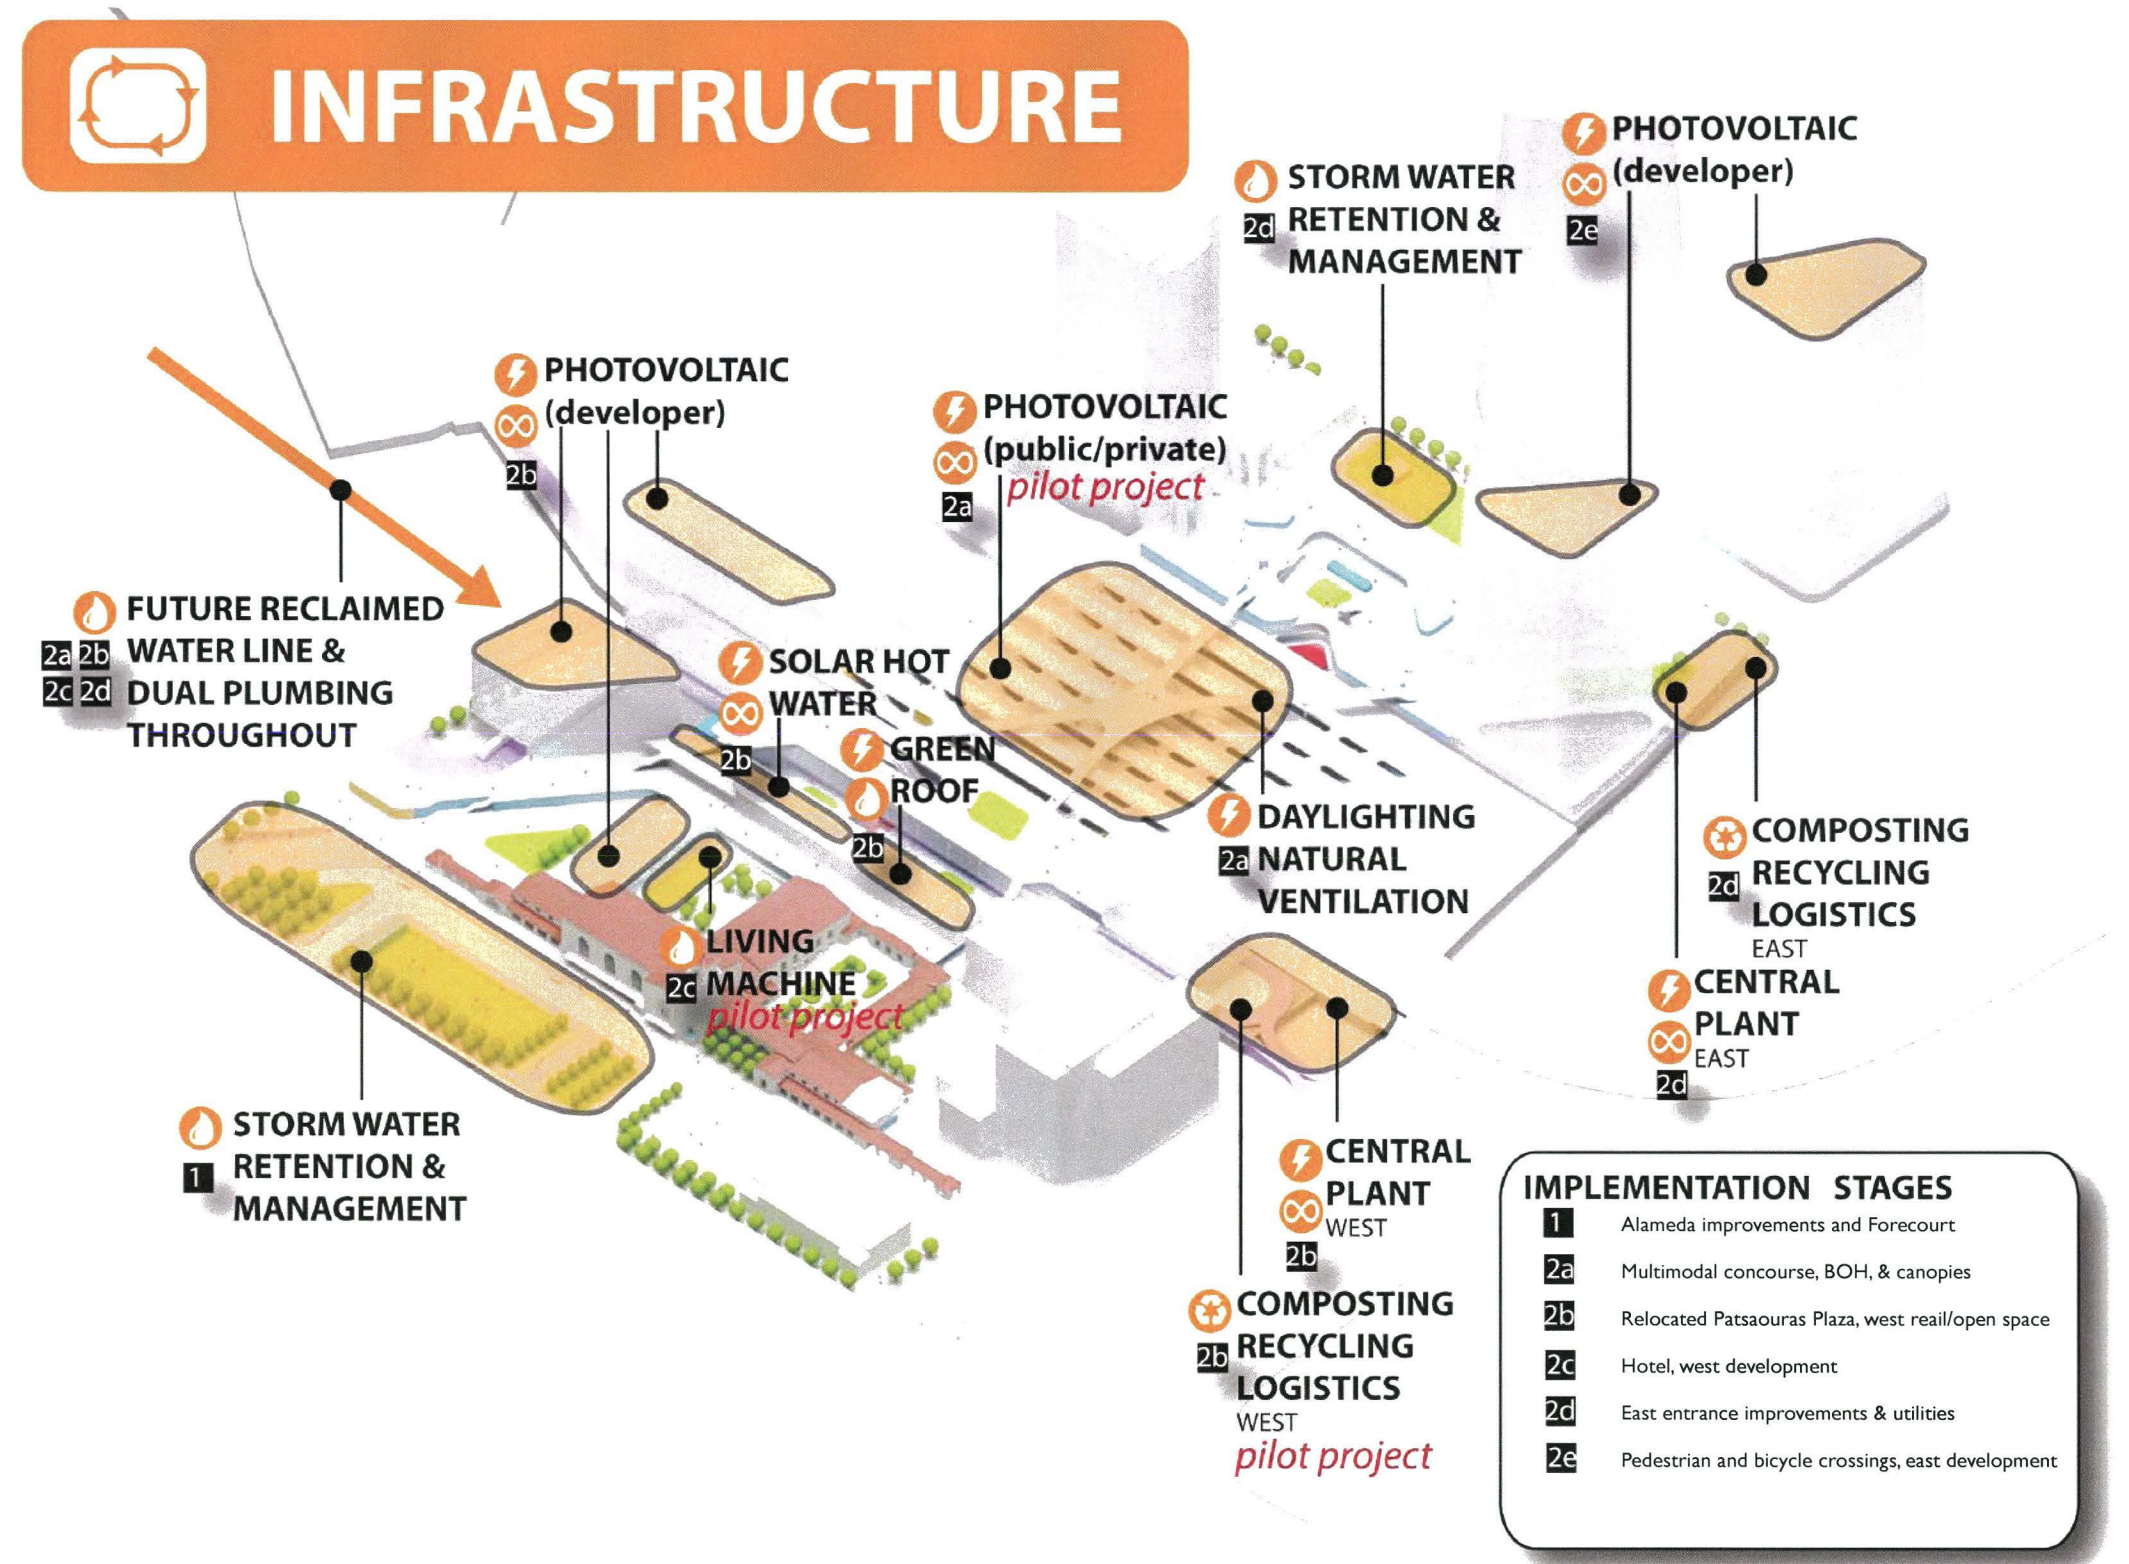 INFRASTRUCTURE
PHOTOVOLTAIC
(developer)
2e
STORM WATER
2d RETENTION &
MANAGEMENT
PHOTOVOLTAIC
(developer)
2b
PHOTOVOLTAIC
(public/private)
pilot project
2a
FUTURE RECLAIMED
2a 2b WATER LINE &
2c 2d DUAL PLUMBING
THROUGHOUT
SOLAR HOT
WATER
2b
GREEN
ROOF
2b
DAYLIGHTING
2a NATURAL
VENTILATION
COMPOSTING
2d RECYCLING
LOGISTICS
EAST
LIVING
2c MACHINE
pilot project
CENTRAL
PLANT
EAST
2d
STORM WATER
1 RETENTION &
MANAGEMENT
CENTRAL
PLANT
WEST
2b
COMPOSTING
2b RECYCLING
LOGISTICS
WEST
pilot project
IMPLEMENTATION STAGES
1 Alameda improvements and Forecourt
2a Multimodal concourse, BOH, & canopies
2b Relocated Patsaouras Plaza, west reail/open space
2c Hotel, west development
2d East entrance improvements & utilities
2e Pedestrian and bicycle crossings, east development